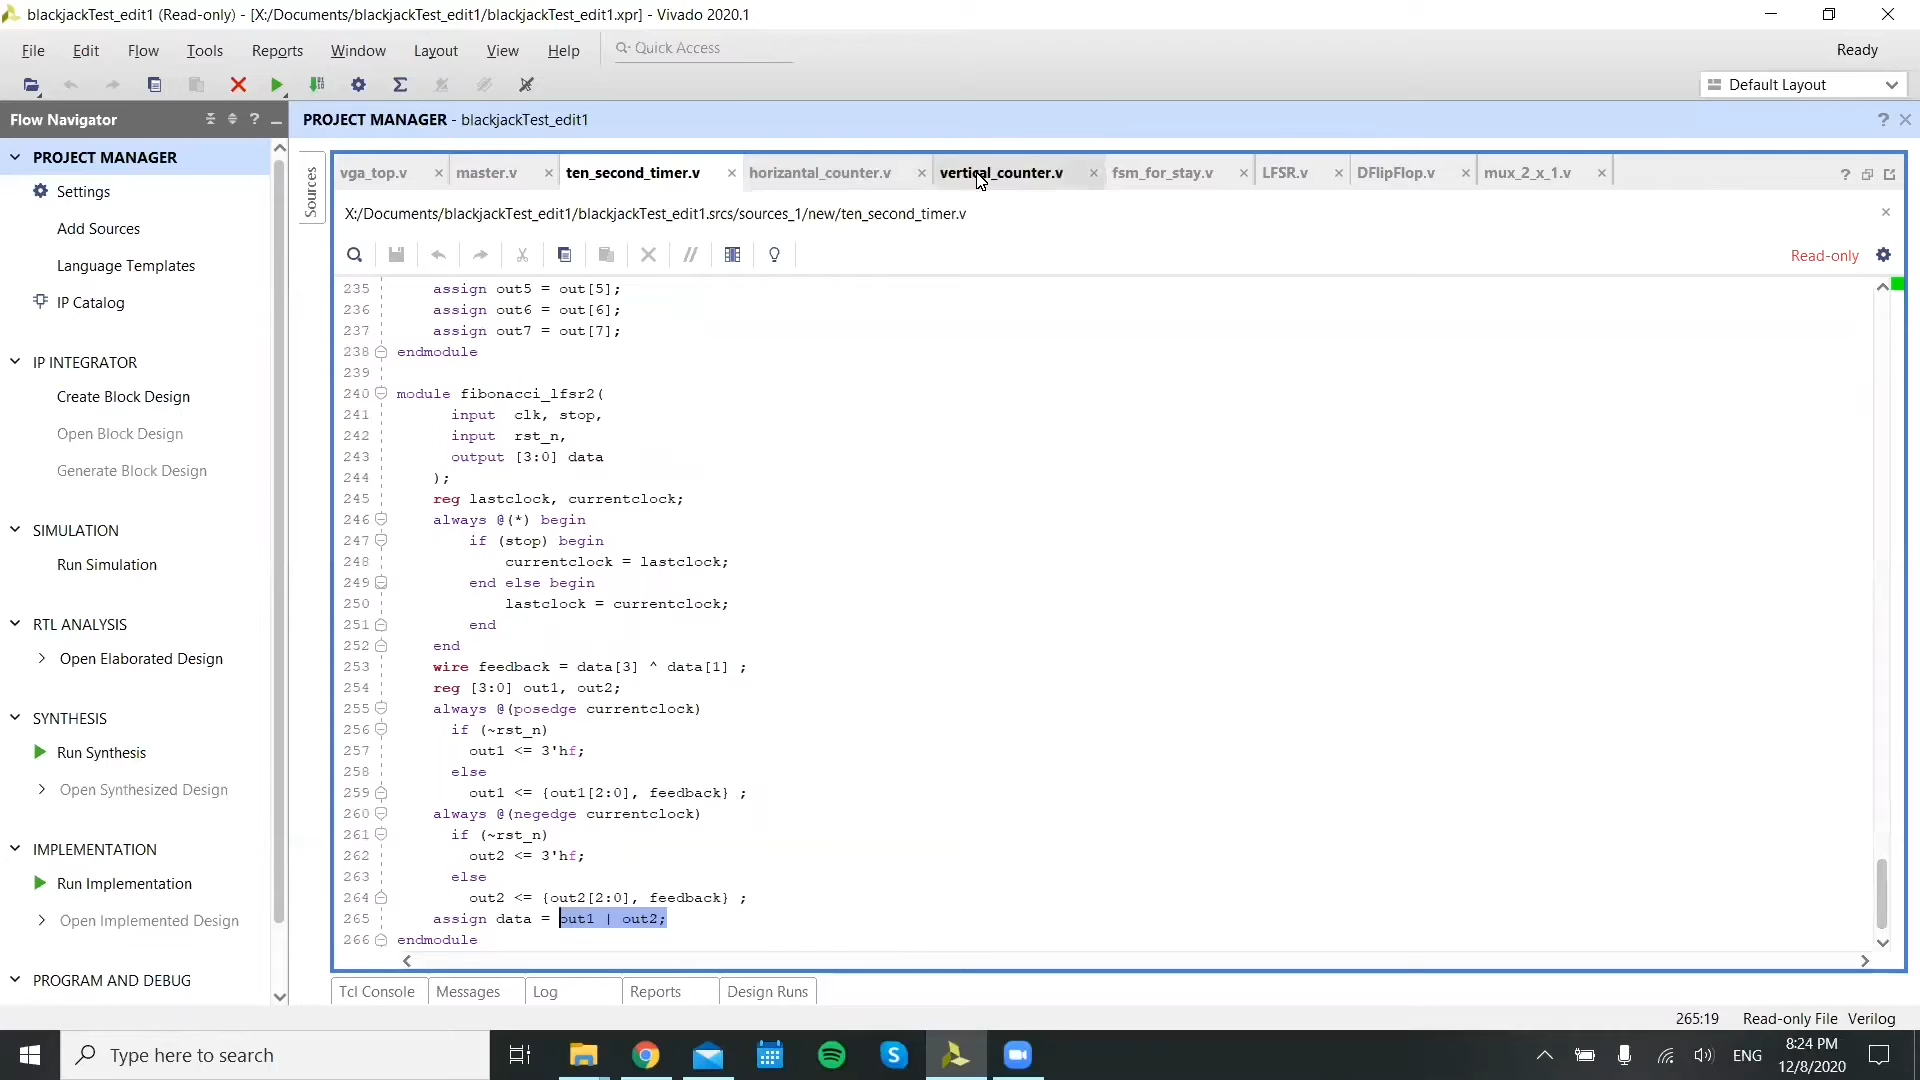 blackjackTest_edit1 (Read-only) - [X:/Documents/blackjackTest_edit1/blackjackTest_edit1.xpr] - Vivado 2020.1
File Edit Flow Tools Reports Window Layout View Help Quick Access Ready
Default Layout
Flow Navigator
PROJECT MANAGER
Settings
Add Sources
Language Templates
IP Catalog
IP INTEGRATOR
Create Block Design
Open Block Design
Generate Block Design
SIMULATION
Run Simulation
RTL ANALYSIS
Open Elaborated Design
SYNTHESIS
Run Synthesis
Open Synthesized Design
IMPLEMENTATION
Run Implementation
Open Implemented Design
PROGRAM AND DEBUG
PROJECT MANAGER - blackjackTest_edit1
Sources
vga_top.v master.v ten_second_timer.v horizantal_counter.v vertical_counter.v fsm_for_stay.v LFSR.v DFlipFlop.v mux_2_x_1.v
X:/Documents/blackjackTest_edit1/blackjackTest_edit1.srcs/sources_1/new/ten_second_timer.v
Read-only
235 assign out5 = out[5];
236 assign out6 = out[6];
237 assign out7 = out[7];
238 endmodule
239
240 module fibonacci_lfsr2(
241 input clk, stop,
242 input rst_n,
243 output [3:0] data
244 );
245 reg lastclock, currentclock;
246 always @(*) begin
247 if (stop) begin
248 currentclock = lastclock;
249 end else begin
250 lastclock = currentclock;
251 end
252 end
253 wire feedback = data[3] ^ data[1] ;
254 reg [3:0] out1, out2;
255 always @(posedge currentclock)
256 if (~rst_n)
257 out1 <= 3'hf;
258 else
259 out1 <= {out1[2:0], feedback} ;
260 always @(negedge currentclock)
261 if (~rst_n)
262 out2 <= 3'hf;
263 else
264 out2 <= {out2[2:0], feedback} ;
265 assign data = out1 | out2;
266 endmodule
Tcl Console Messages Log Reports Design Runs
265:19 Read-only File Verilog
Type here to search
ENG
8:24 PM
12/8/2020